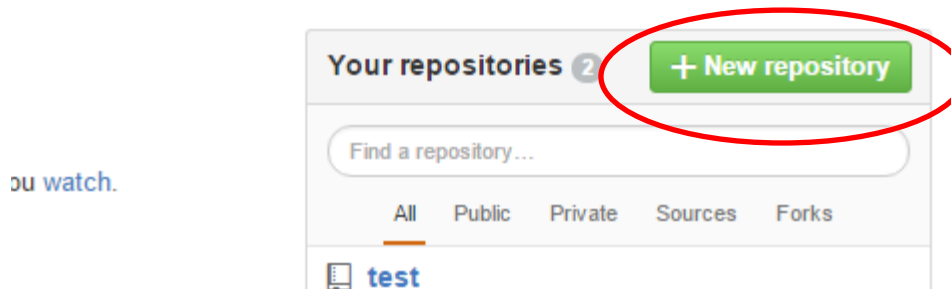 Your repositories 2 + New repository
Find a repository...
ou watch.
All Public Private Sources Forks
test